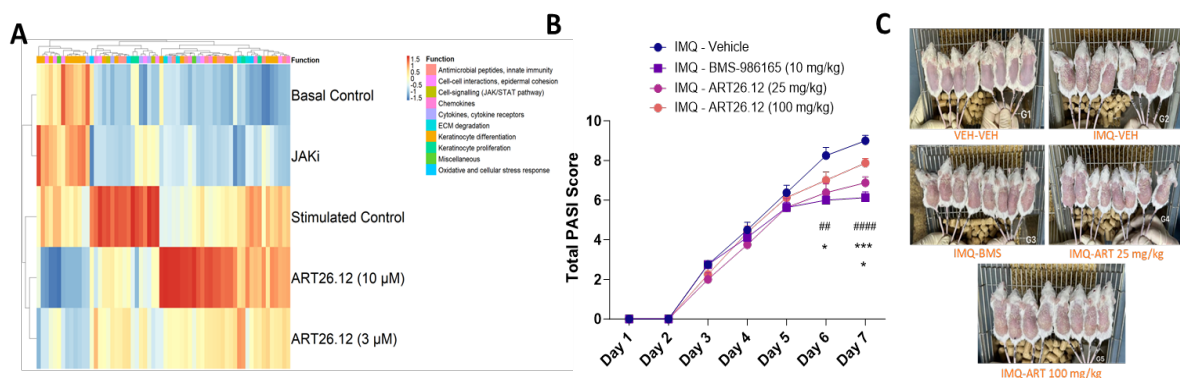 A
Function
1.5
1
0.5
0
-0.5
-1
-1.5
Function
Antimicrobial peptides, innate immunity
Cell-cell interactions, epidermal cohesion
Cell-signalling (JAK/STAT pathway)
Chemokines
Cytokines, cytokine receptors
ECM degradation
Keratinocyte differentiation
Keratinocyte proliferation
Miscellaneous
Oxidative and cellular stress response
Basal Control
JAKi
Stimulated Control
ART26.12 (10 µM)
ART26.12 (3 µM)
B
IMQ - Vehicle
IMQ - BMS-986165 (10 mg/kg)
IMQ - ART26.12 (25 mg/kg)
IMQ - ART26.12 (100 mg/kg)
Total PASI Score
10
8
6
4
2
0
## ####
* ***
*
Day 1 Day 2 Day 3 Day 4 Day 5 Day 6 Day 7
C
G1
VEH-VEH
G2
IMQ-VEH
G3
IMQ-BMS
G4
IMQ-ART 25 mg/kg
G5
IMQ-ART 100 mg/kg